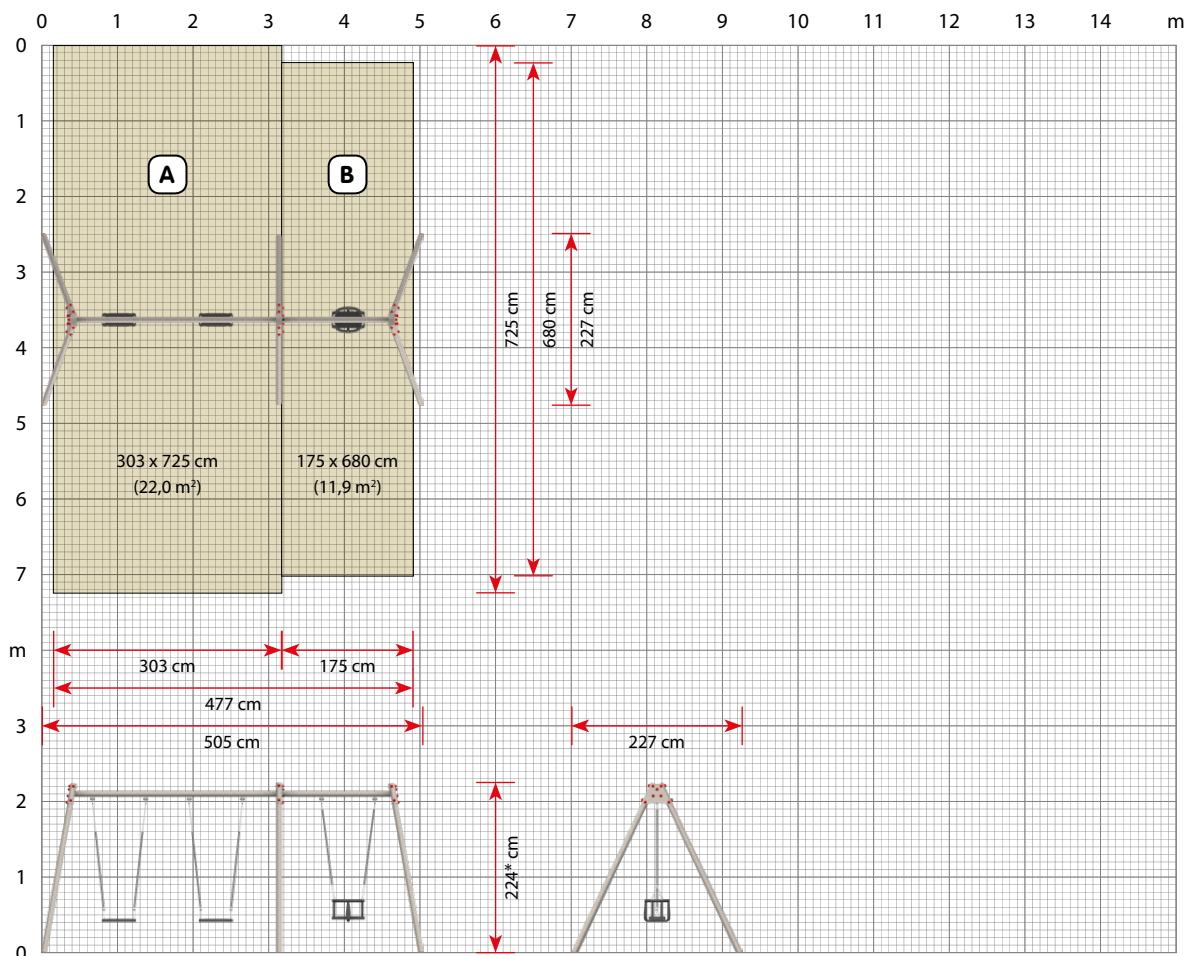 0 1 2 3 4 5 6 7 8 9 10 11 12 13 14 m
0
1
A B
2
3
725 cm
680 cm
227 cm
4
5
303 x 725 cm 175 x 680 cm
(22,0 m²) (11,9 m²)
6
7
m
303 cm 175 cm
477 cm
3
505 cm 227 cm
2
224* cm
1
0